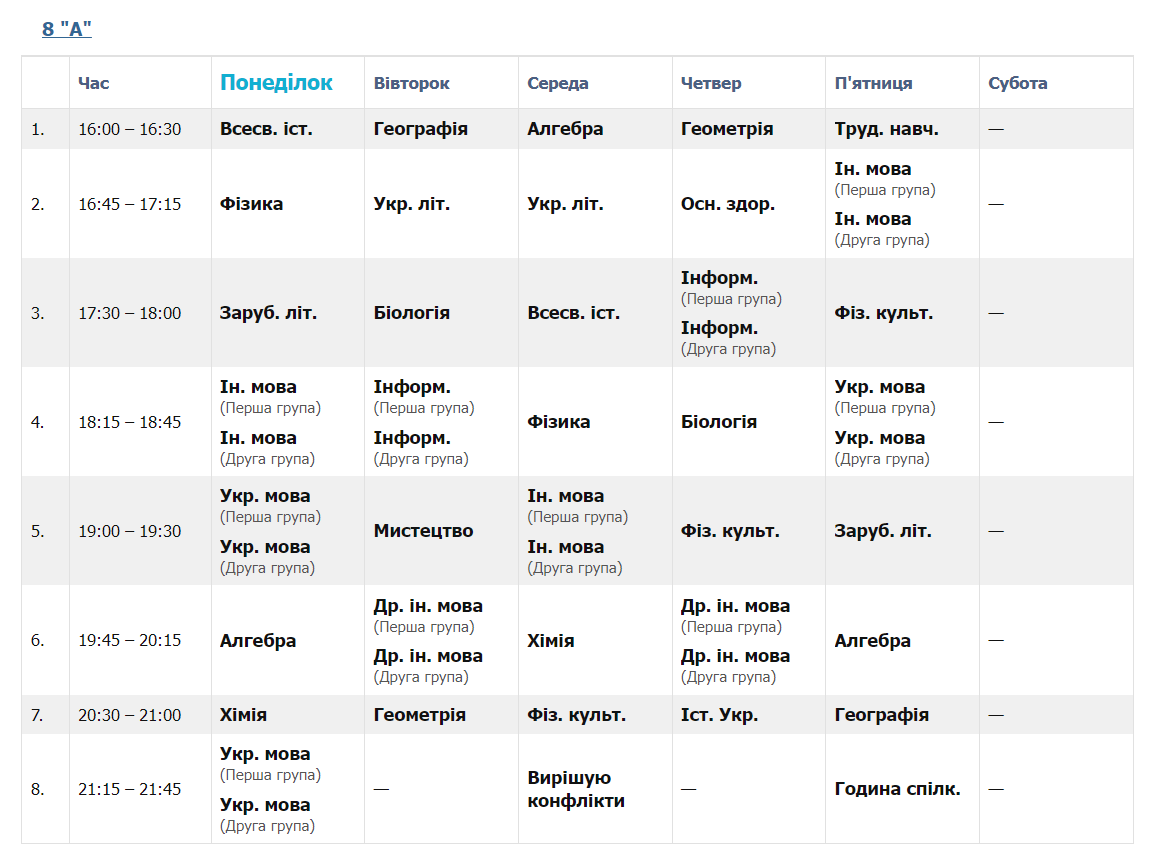 8 "А"
Час Понеділок Вівторок Середа Четвер П'ятниця Субота
1. 16:00 – 16:30 Всесв. іст. Географія Алгебра Геометрія Труд. навч. —
2. 16:45 – 17:15 Фізика Укр. літ. Укр. літ. Осн. здор. Ін. мова —
(Перша група)
Ін. мова
(Друга група)
3. 17:30 – 18:00 Заруб. літ. Біологія Всесв. іст. Інформ. Фіз. культ. —
(Перша група)
Інформ.
(Друга група)
4. 18:15 – 18:45 Ін. мова Інформ. Фізика Біологія Укр. мова —
(Перша група) (Перша група) (Перша група)
Ін. мова Інформ. Укр. мова
(Друга група) (Друга група) (Друга група)
5. 19:00 – 19:30 Укр. мова Мистецтво Ін. мова Фіз. культ. Заруб. літ. —
(Перша група) (Перша група)
Укр. мова Ін. мова
(Друга група) (Друга група)
6. 19:45 – 20:15 Алгебра Др. ін. мова Хімія Др. ін. мова Алгебра —
(Перша група) (Перша група)
Др. ін. мова Др. ін. мова
(Друга група) (Друга група)
7. 20:30 – 21:00 Хімія Геометрія Фіз. культ. Іст. Укр. Географія —
8. 21:15 – 21:45 Укр. мова — Вирішую — Година спілк. —
(Перша група) конфлікти
Укр. мова
(Друга група)